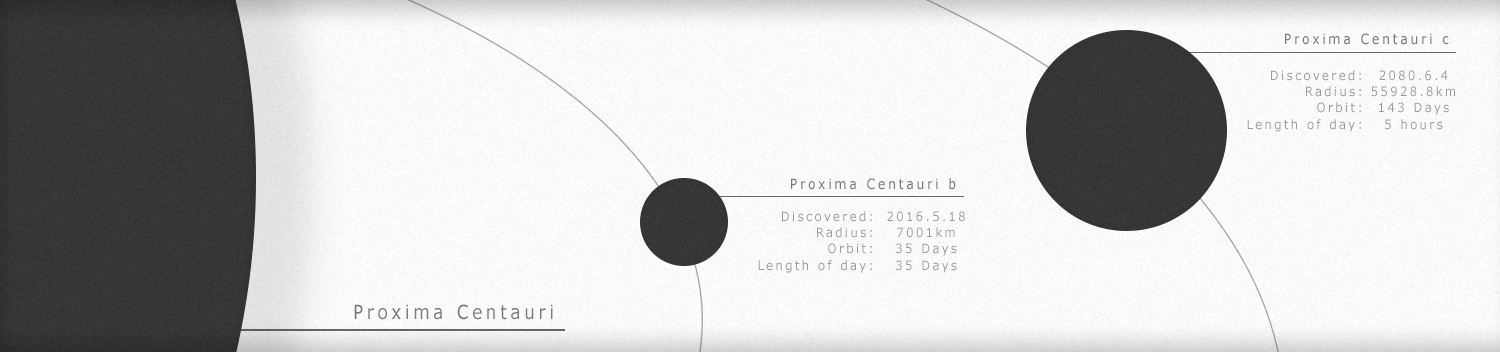 Proxima Centauri c
Discovered: 2080.6.4
Radius: 55928.8km
Orbit: 143 Days
Length of day: 5 hours
Proxima Centauri b
Discovered: 2016.5.18
Radius: 7001km
Orbit: 35 Days
Length of day: 35 Days
Proxima Centauri